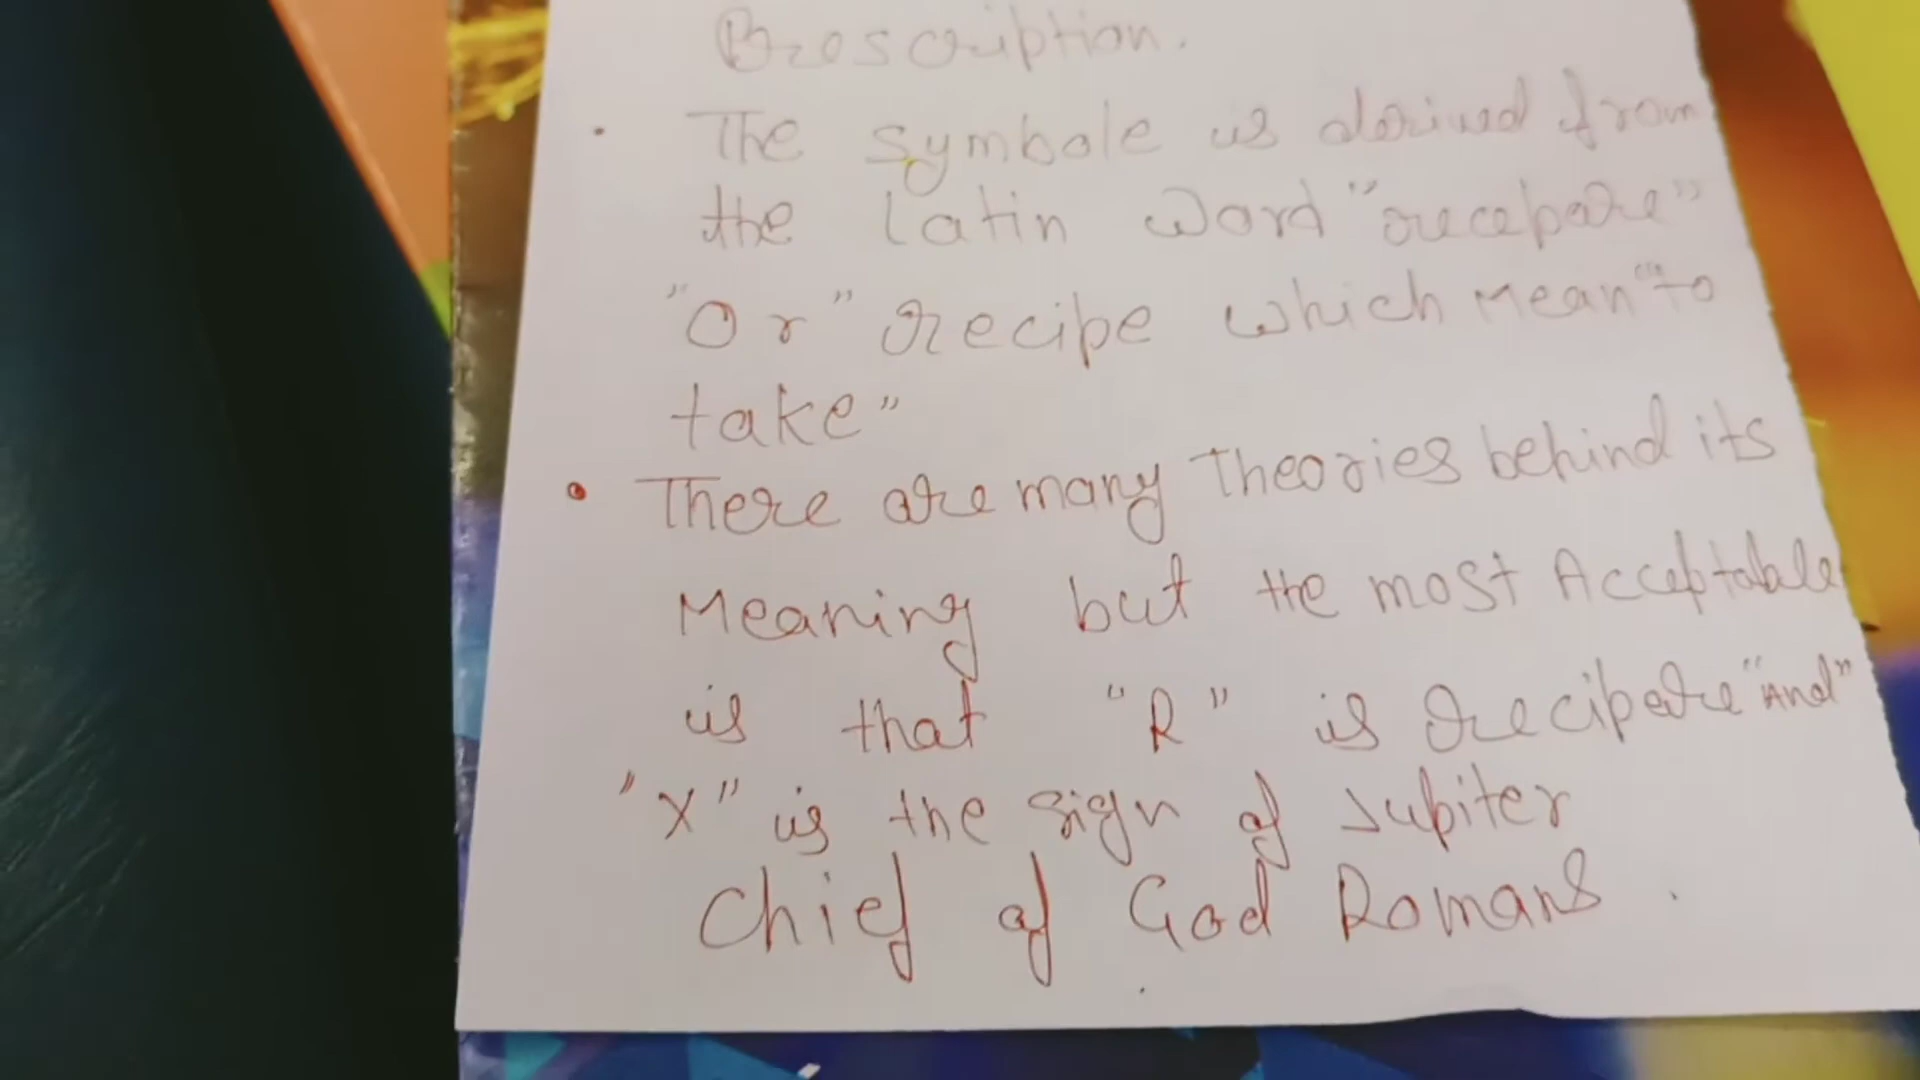 Prescription.
• The symbole is derived from
the Latin word "recepare"
"Or" recipe which mean "to
take"
• There are many Theories behind its
Meaning but the most Acceptable
is that "R" is recipere "And"
"X" is the sign of Jupiter
Chief of God Romans.